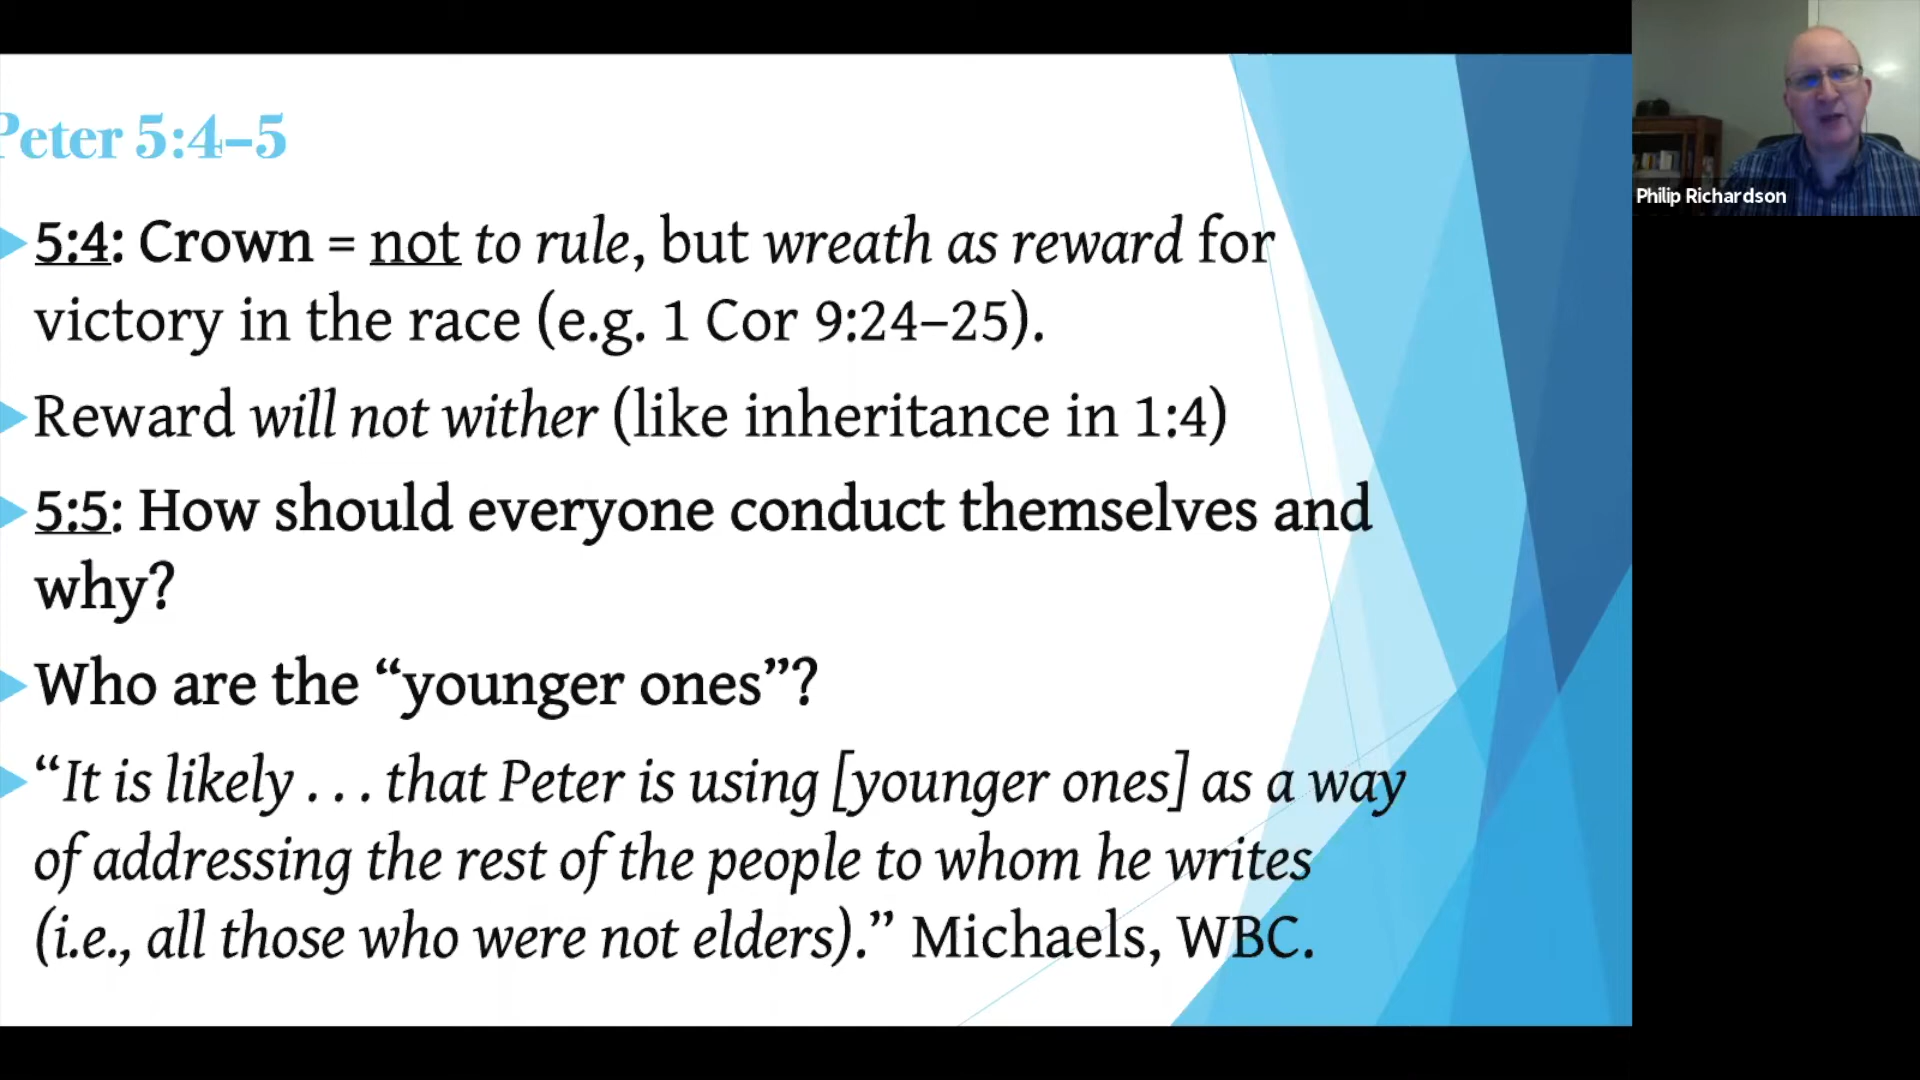 Peter 5:4–5
5:4: Crown = not to rule, but wreath as reward for
victory in the race (e.g. 1 Cor 9:24–25).
Reward will not wither (like inheritance in 1:4)
5:5: How should everyone conduct themselves and
why?
Who are the “younger ones”?
“It is likely . . . that Peter is using [younger ones] as a way
of addressing the rest of the people to whom he writes
(i.e., all those who were not elders).” Michaels, WBC.
Philip Richardson